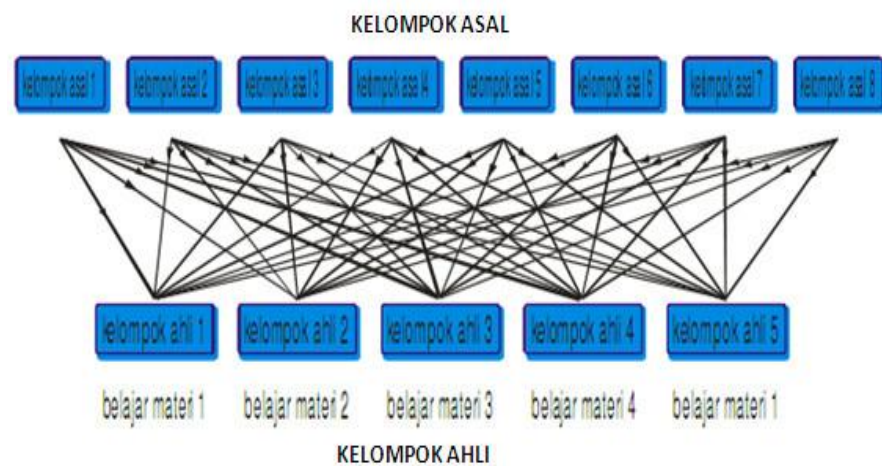 KELOMPOK ASAL
kelompok asal 1 kelompok asal 2 kelompok asal 3 kelompok asal 4 kelompok asal 5 kelompok asal 6 kelompok asal 7 kelompok asal 8
kelompok ahli 1 kelompok ahli 2 kelompok ahli 3 kelompok ahli 4 kelompok ahli 5
belajar materi 1 belajar materi 2 belajar materi 3 belajar materi 4 belajar materi 1
KELOMPOK AHLI